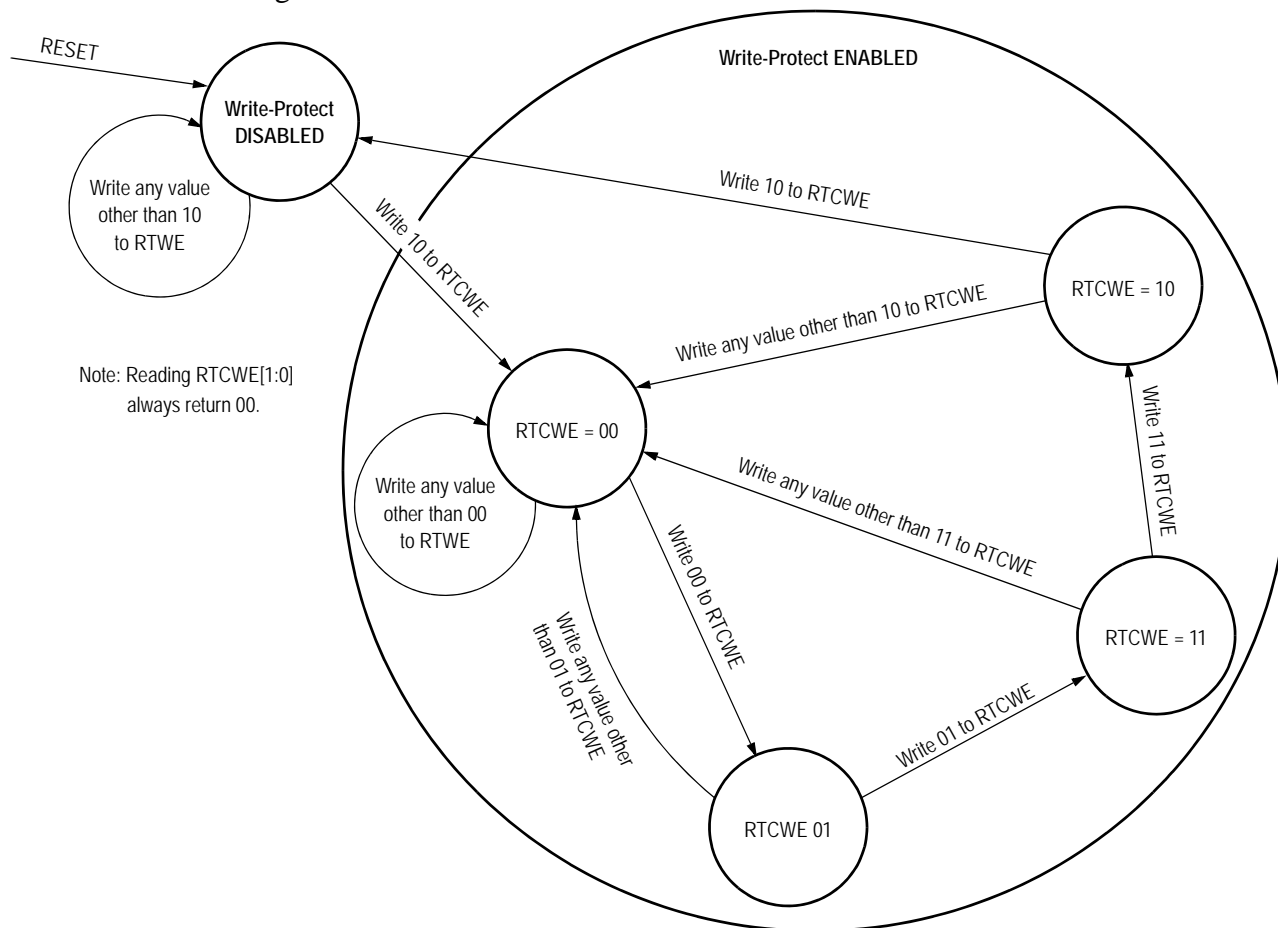 RESET
Write-Protect ENABLED
Write-Protect
DISABLED
Write any value
other than 10
to RTWE
Write 10 to RTCWE
Write 10 to RTCWE
RTCWE = 10
Write any value other than 10 to RTCWE
Note: Reading RTCWE[1:0]
always return 00.
RTCWE = 00
Write 11 to RTCWE
Write any value other than 11 to RTCWE
Write any value
other than 00
to RTWE
Write 00 to RTCWE
Write any value other
than 01 to RTCWE
RTCWE = 11
Write 01 to RTCWE
RTCWE 01